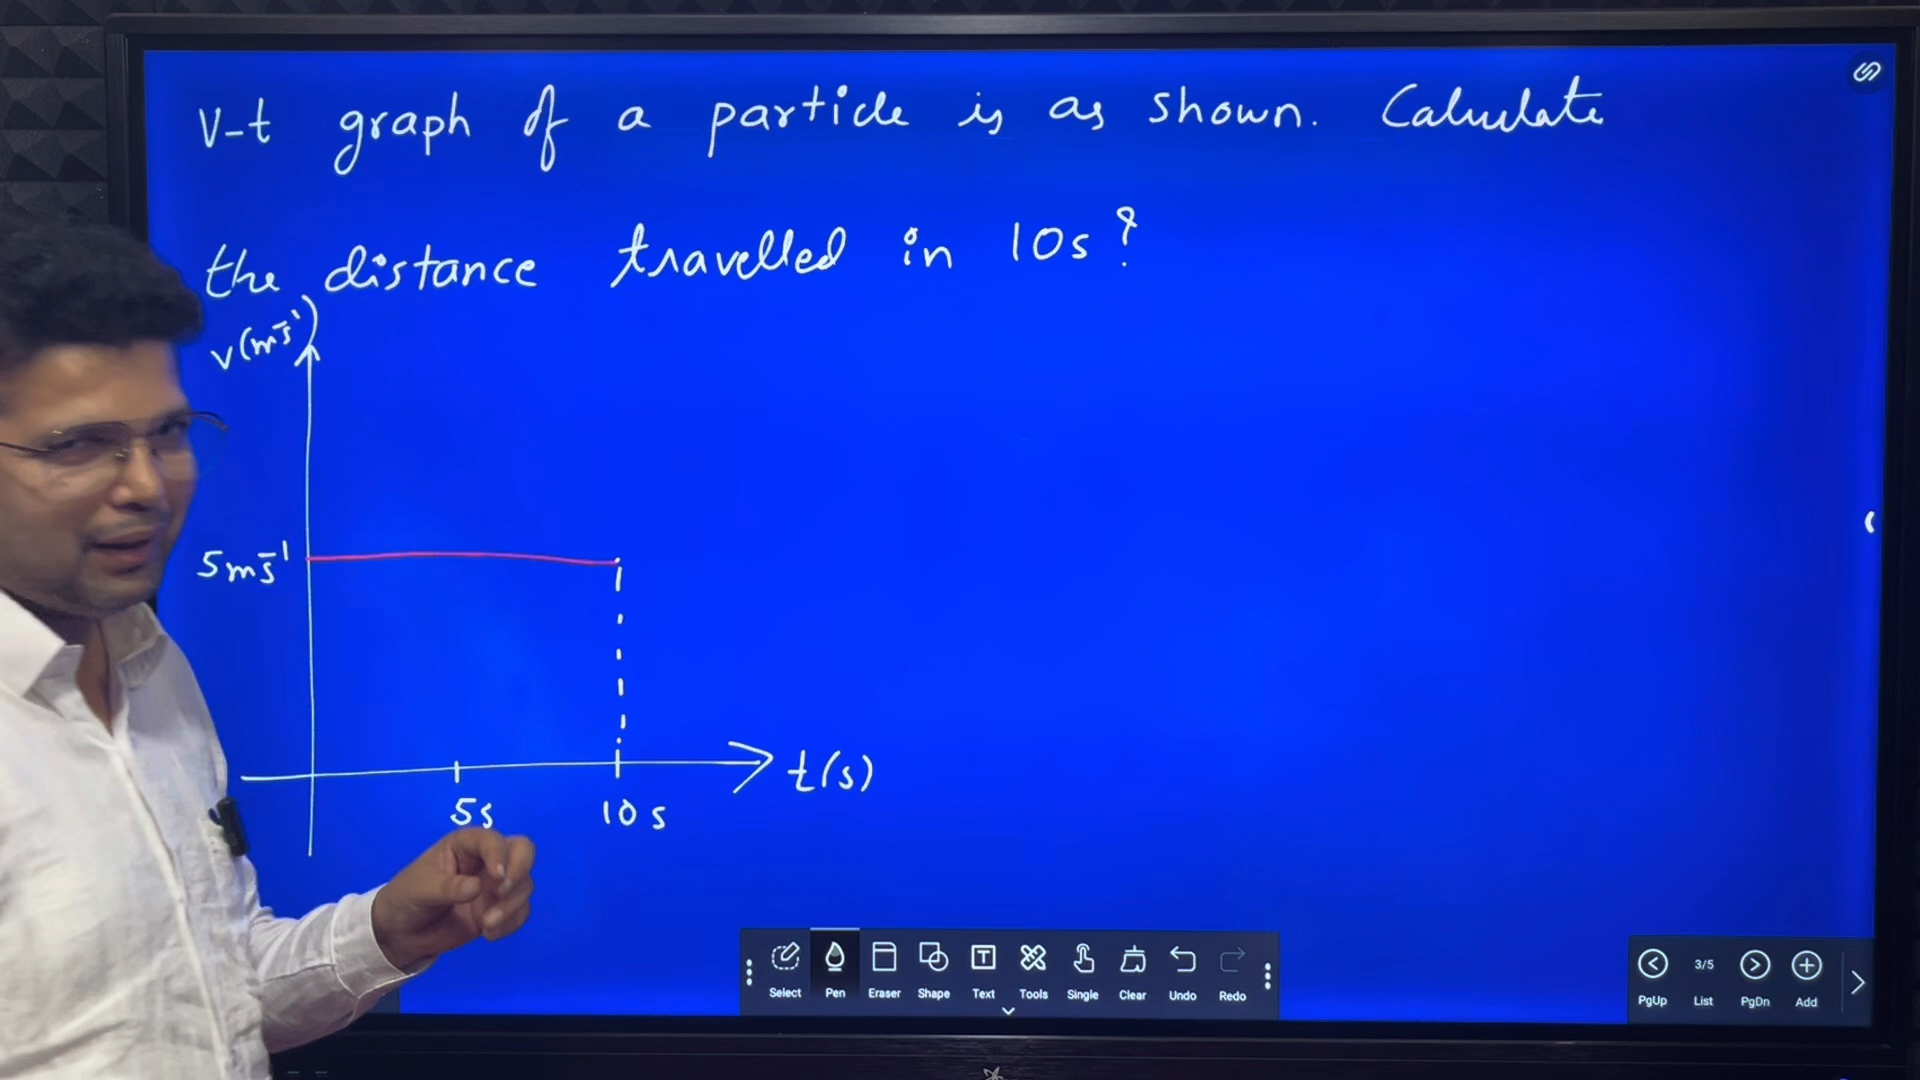 v-t graph of a particle is as shown. Calculate
the distance travelled in 10s?
v(ms⁻¹)
5ms⁻¹
t(s)
5s 10s
Select Pen Eraser Shape Text Tools Single Clear Undo Redo
3/5
PgUp List PgDn Add